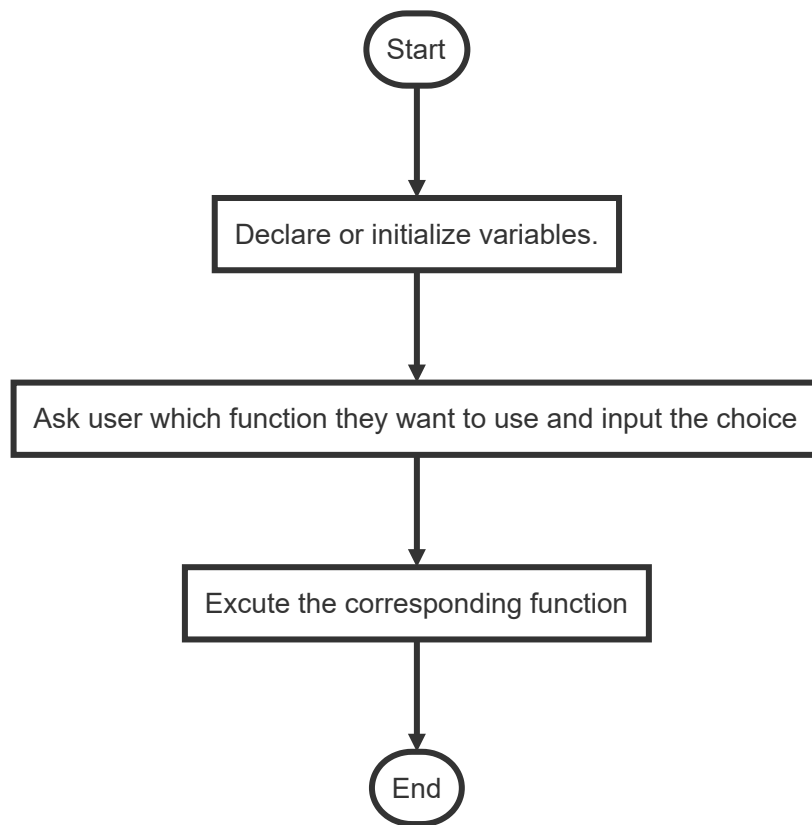 Start
Declare or initialize variables.
Ask user which function they want to use and input the choice
Excute the corresponding function
End